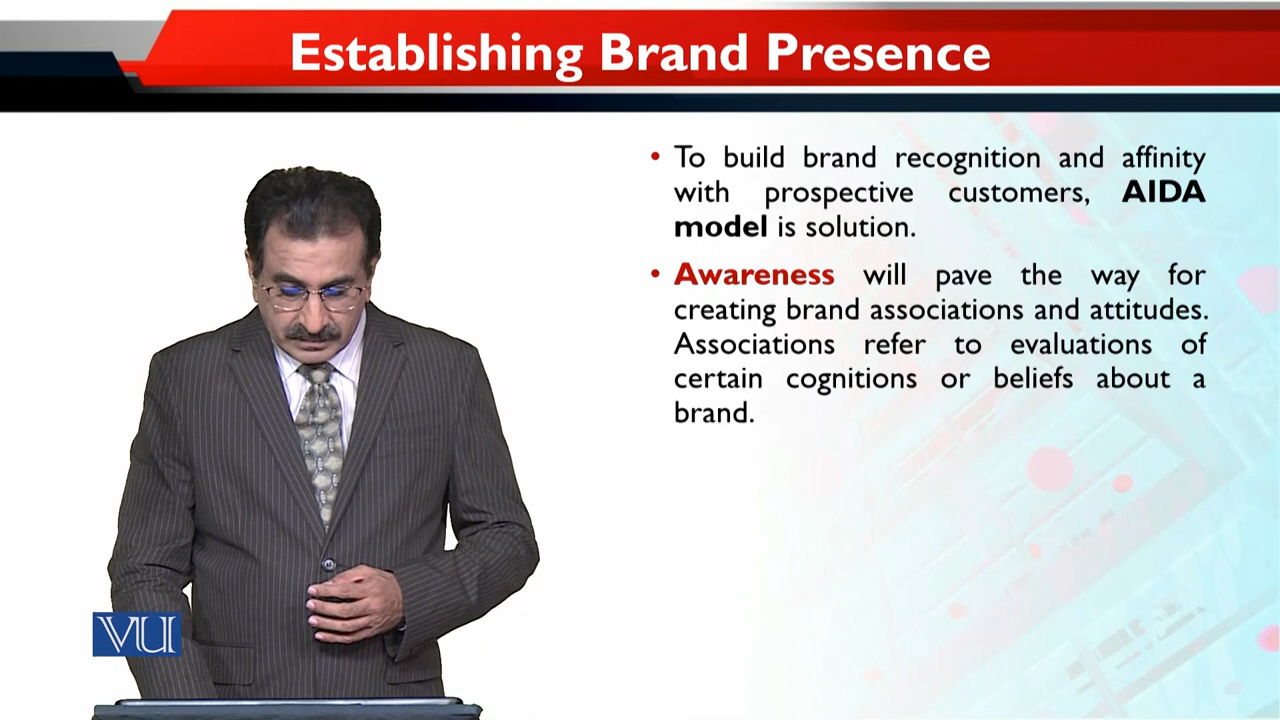 Establishing Brand Presence
• To build brand recognition and affinity
with prospective customers, AIDA
model is solution.
• Awareness will pave the way for
creating brand associations and attitudes.
Associations refer to evaluations of
certain cognitions or beliefs about a
brand.
VU